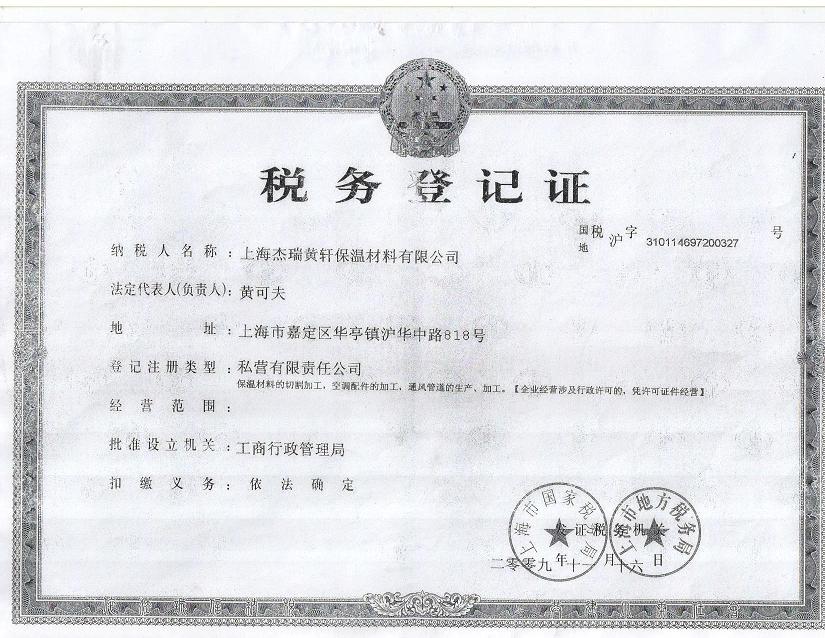 税务登记证
国 税
地 沪字 310114697200327 号
纳税人名称：上海杰瑞黄轩保温材料有限公司
法定代表人(负责人)：黄可夫
地 址：上海市嘉定区华亭镇沪华中路818号
登记注册类型：私营有限责任公司
保温材料的切割加工，空调配件的加工，通风管道的生产、加工。【企业经营涉及行政许可的，凭许可证件经营】
经营范围：
批准设立机关：工商行政管理局
扣缴义务：依法确定
上海市国家税务局
上海市地方税务局
发证税务机关
二零零九年十一月十六日